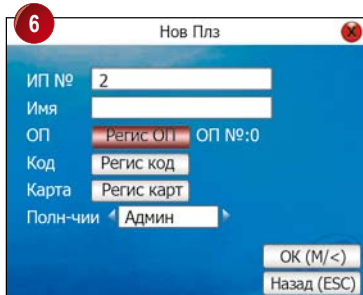 6
Нов Плз
ИП № 2
Имя
ОП Регис ОП ОП №:0
Код Регис код
Карта Регис карт
Полн-чии Админ
OK (M/<)
Назад (ESC)